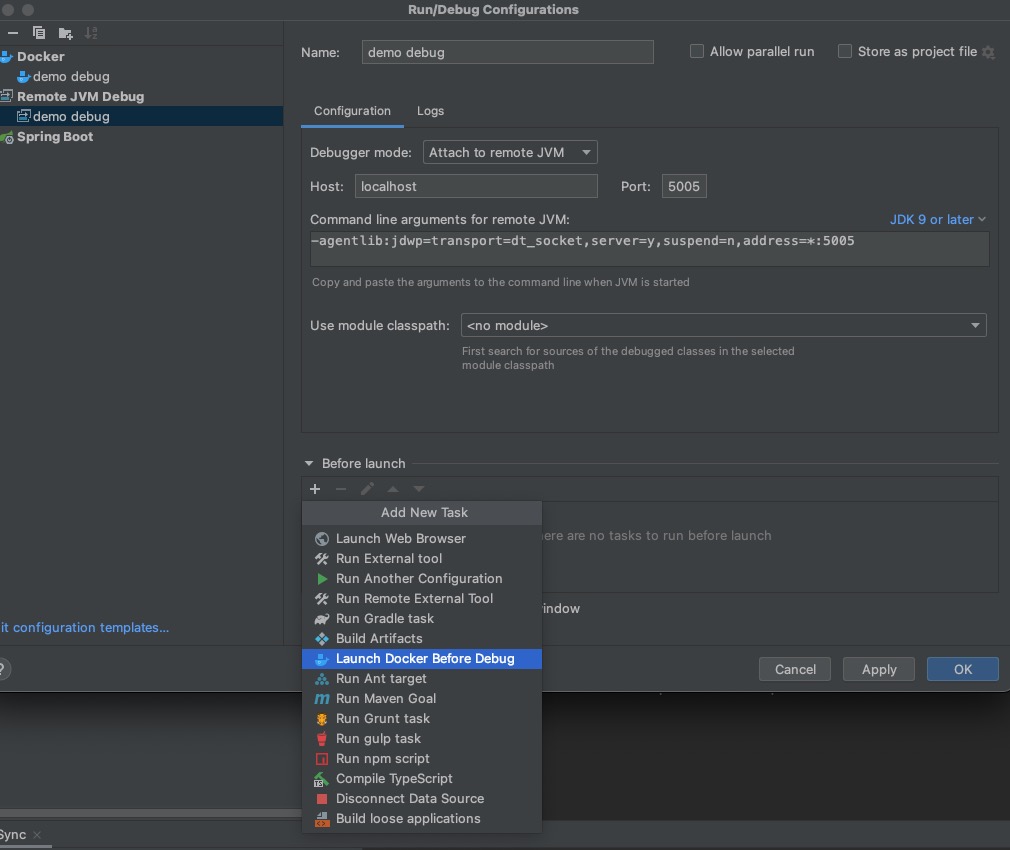 Run/Debug Configurations
Docker
demo debug
Remote JVM Debug
demo debug
Spring Boot
it configuration templates...
?
Name: demo debug
Allow parallel run
Store as project file
Configuration Logs
Debugger mode: Attach to remote JVM
Host: localhost Port: 5005
Command line arguments for remote JVM: JDK 9 or later
-agentlib:jdwp=transport=dt_socket,server=y,suspend=n,address=*:5005
Copy and paste the arguments to the command line when JVM is started
Use module classpath: <no module>
First search for sources of the debugged classes in the selected
module classpath
Before launch
Add New Task
Launch Web Browser
Run External tool
Run Another Configuration
Run Remote External Tool
Run Gradle task
Build Artifacts
Launch Docker Before Debug
Run Ant target
Run Maven Goal
Run Grunt task
Run gulp task
Run npm script
Compile TypeScript
Disconnect Data Source
Build loose applications
here are no tasks to run before launch
indow
Cancel Apply OK
Sync